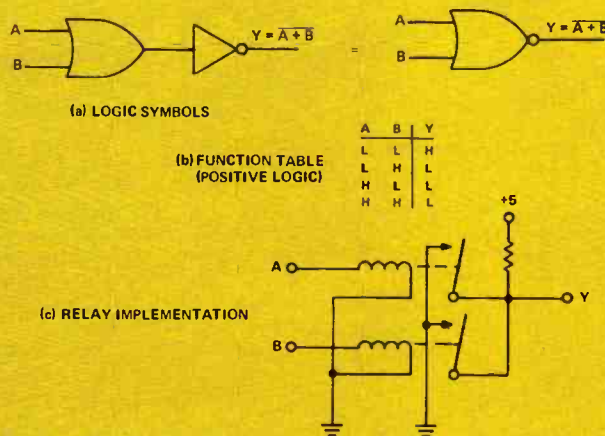 A
B
Y = A + B
=
A
B
Y = A + B
(a) LOGIC SYMBOLS
(b) FUNCTION TABLE
(POSITIVE LOGIC)
A B Y
L L H
L H L
H L L
H H L
+5
A
B
Y
(c) RELAY IMPLEMENTATION